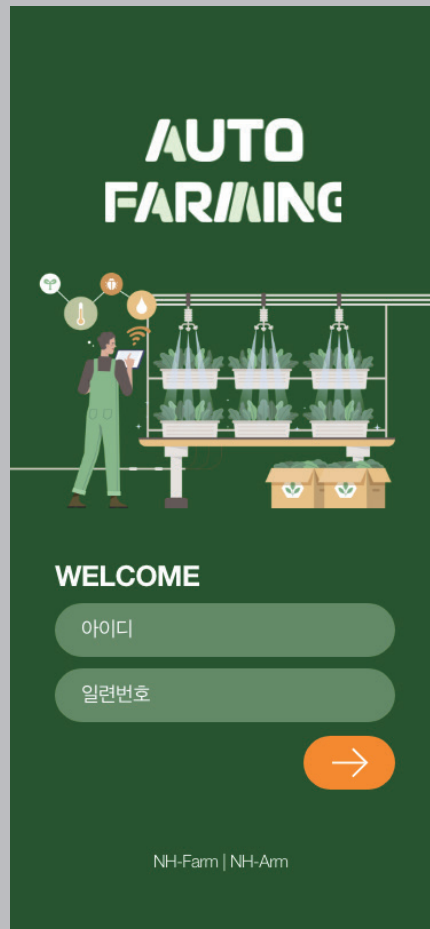 AUTO
FARMING
WELCOME
아이디
일련번호
NH-Farm | NH-Arm